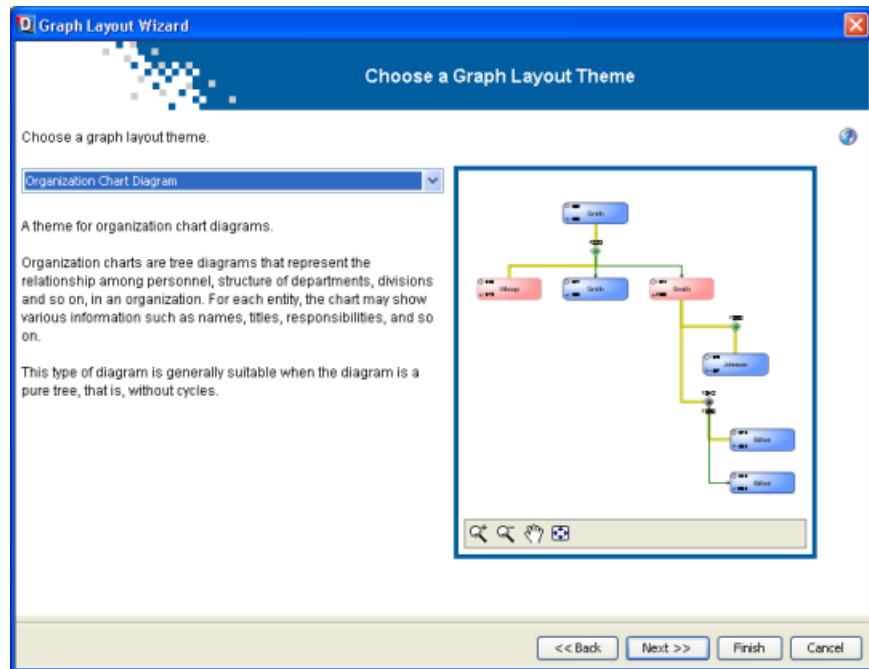 Graph Layout Wizard
Choose a Graph Layout Theme
Choose a graph layout theme.
Organization Chart Diagram
A theme for organization chart diagrams.
Organization charts are tree diagrams that represent the
relationship among personnel, structure of departments, divisions
and so on, in an organization. For each entity, the chart may show
various information such as names, titles, responsibilities, and so
on.
This type of diagram is generally suitable when the diagram is a
pure tree, that is, without cycles.
Smith
Smith
Smith
Johnson
<< Back
Next >>
Finish
Cancel